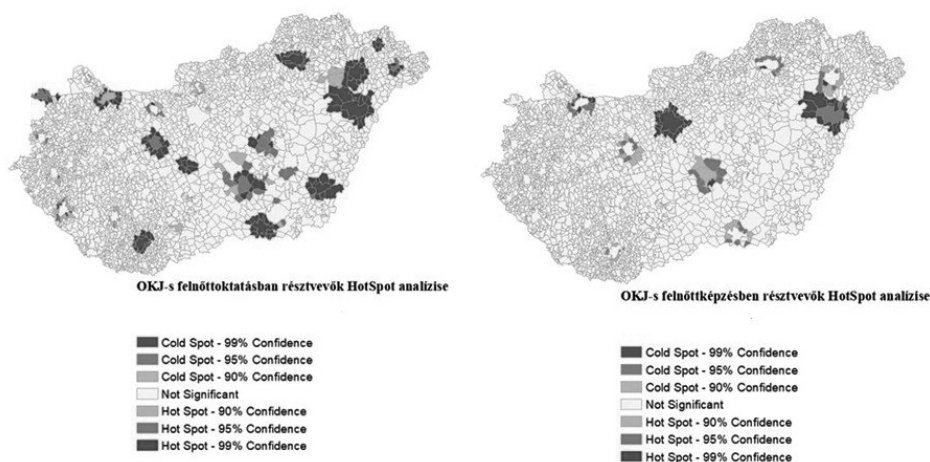 OKJ-s felnőttoktatásban résztvevők HotSpot analízise
Cold Spot - 99% Confidence
Cold Spot - 95% Confidence
Cold Spot - 90% Confidence
Not Significant
Hot Spot - 90% Confidence
Hot Spot - 95% Confidence
Hot Spot - 99% Confidence
OKJ-s felnőttképzésben résztvevők HotSpot analízise
Cold Spot - 99% Confidence
Cold Spot - 95% Confidence
Cold Spot - 90% Confidence
Not Significant
Hot Spot - 90% Confidence
Hot Spot - 95% Confidence
Hot Spot - 99% Confidence